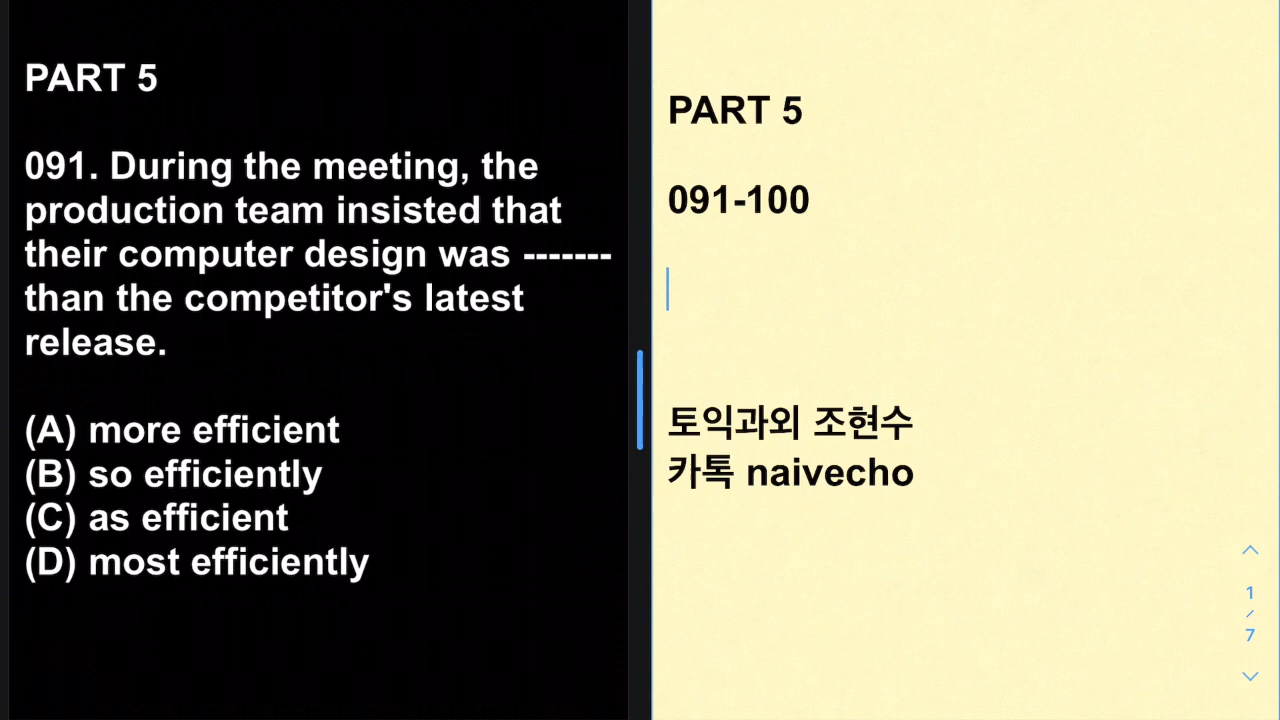 PART 5
091. During the meeting, the
production team insisted that
their computer design was -------
than the competitor's latest
release.
(A) more efficient
(B) so efficiently
(C) as efficient
(D) most efficiently
PART 5
091-100
토익과외 조현수
카톡 naivecho
1
/
7